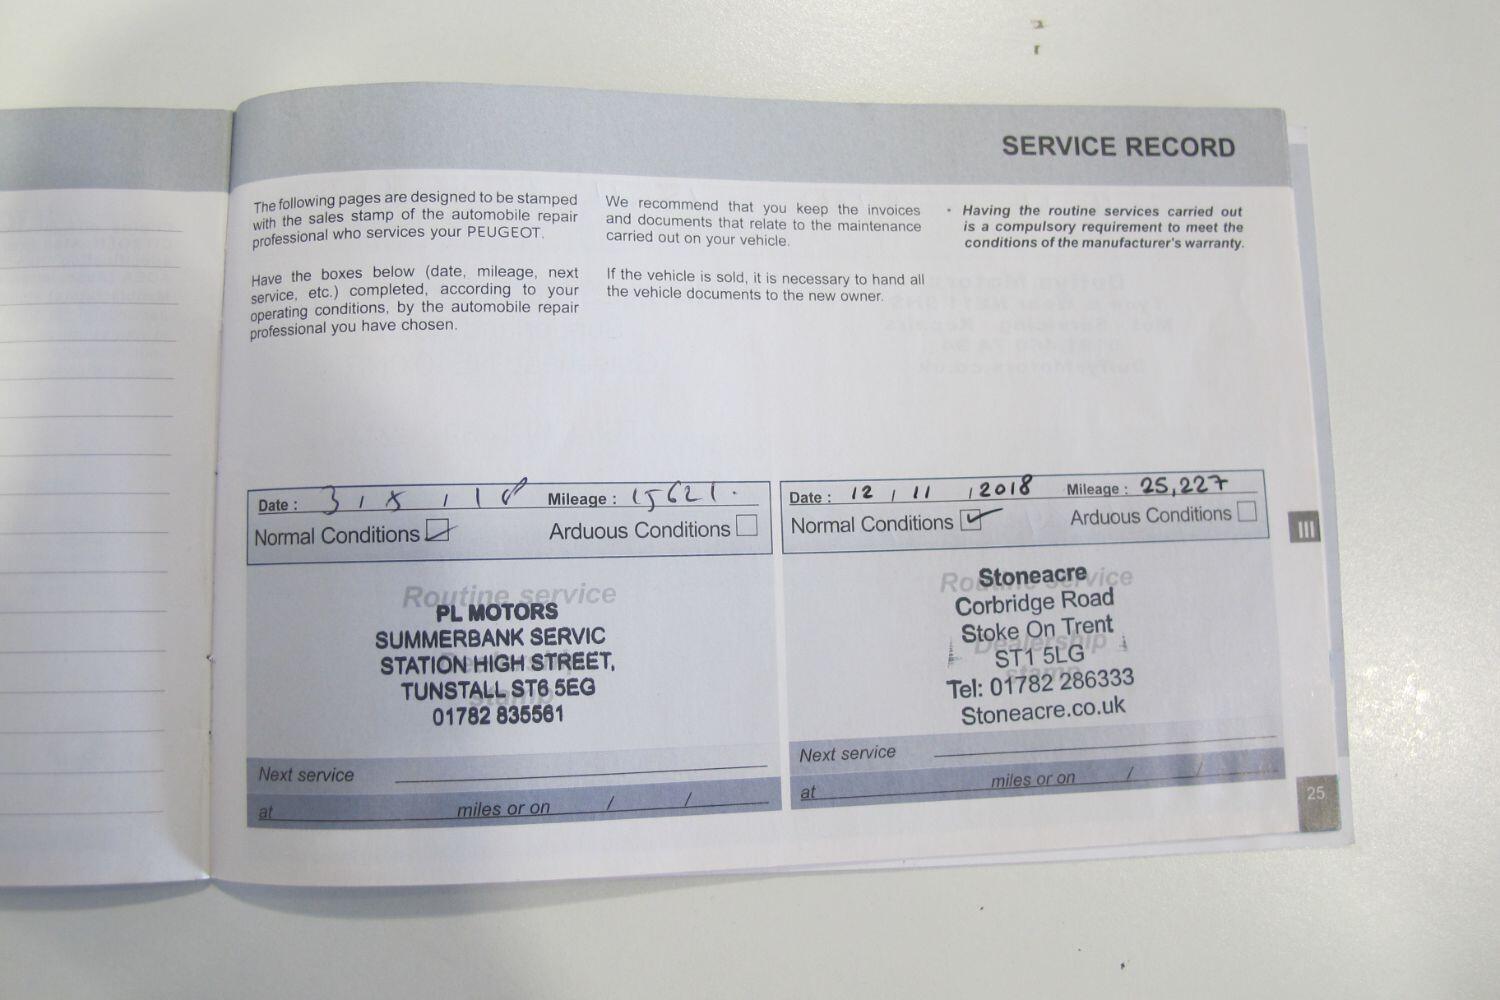 SERVICE RECORD
The following pages are designed to be stamped
with the sales stamp of the automobile repair
professional who services your PEUGEOT.
Have the boxes below (date, mileage, next
service, etc.) completed, according to your
operating conditions, by the automobile repair
professional you have chosen.
We recommend that you keep the invoices
and documents that relate to the maintenance
carried out on your vehicle.
If the vehicle is sold, it is necessary to hand all
the vehicle documents to the new owner.
• Having the routine services carried out
is a compulsory requirement to meet the
conditions of the manufacturer's warranty.
Date : 3 / / 18 Mileage : 15621.
Normal Conditions Arduous Conditions
Routine service
PL MOTORS
SUMMERBANK SERVIC
STATION HIGH STREET,
TUNSTALL ST6 5EG
01782 835561
stamp
Next service
at miles or on / /
Date : 12 / 11 / 2018 Mileage : 25,227
Normal Conditions Arduous Conditions
Routine service
Stoneacre
Corbridge Road
Stoke On Trent
Dealership
ST1 5LG
stamp
Tel: 01782 286333
Stoneacre.co.uk
Next service
at miles or on / /
III
25